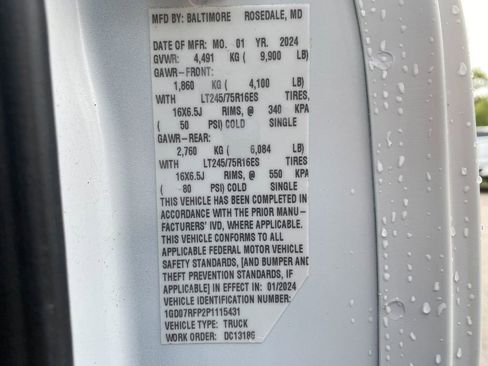 MFD BY: BALTIMORE ROSEDALE, MD
DATE OF MFR: MO. 01 YR. 2024
GVWR: 4,491 KG ( 9,900 LB)
GAWR-FRONT:
1,860 KG ( 4,100 LB)
WITH LT245/75R16ES TIRES,
16X6.5J RIMS, @ 340 KPA
( 50 PSI) COLD SINGLE
GAWR-REAR:
2,760 KG ( 6,084 LB)
WITH LT245/75R16ES TIRES
16X6.5J RIMS, @ 550 KPA
( 80 PSI) COLD SINGLE
THIS VEHICLE HAS BEEN COMPLETED IN
ACCORDANCE WITH THE PRIOR MANU-
FACTURERS' IVD, WHERE APPLICABLE.
THIS VEHICLE CONFORMS TO ALL
APPLICABLE FEDERAL MOTOR VEHICLE
SAFETY STANDARDS, [AND BUMPER AND
THEFT PREVENTION STANDARDS, IF
APPLICABLE] IN EFFECT IN: 01/2024
VEHICLE IDENTIFICATION NUMBER:
1GD07RFP2P1115431
VEHICLE TYPE: TRUCK
WORK ORDER: DC13186